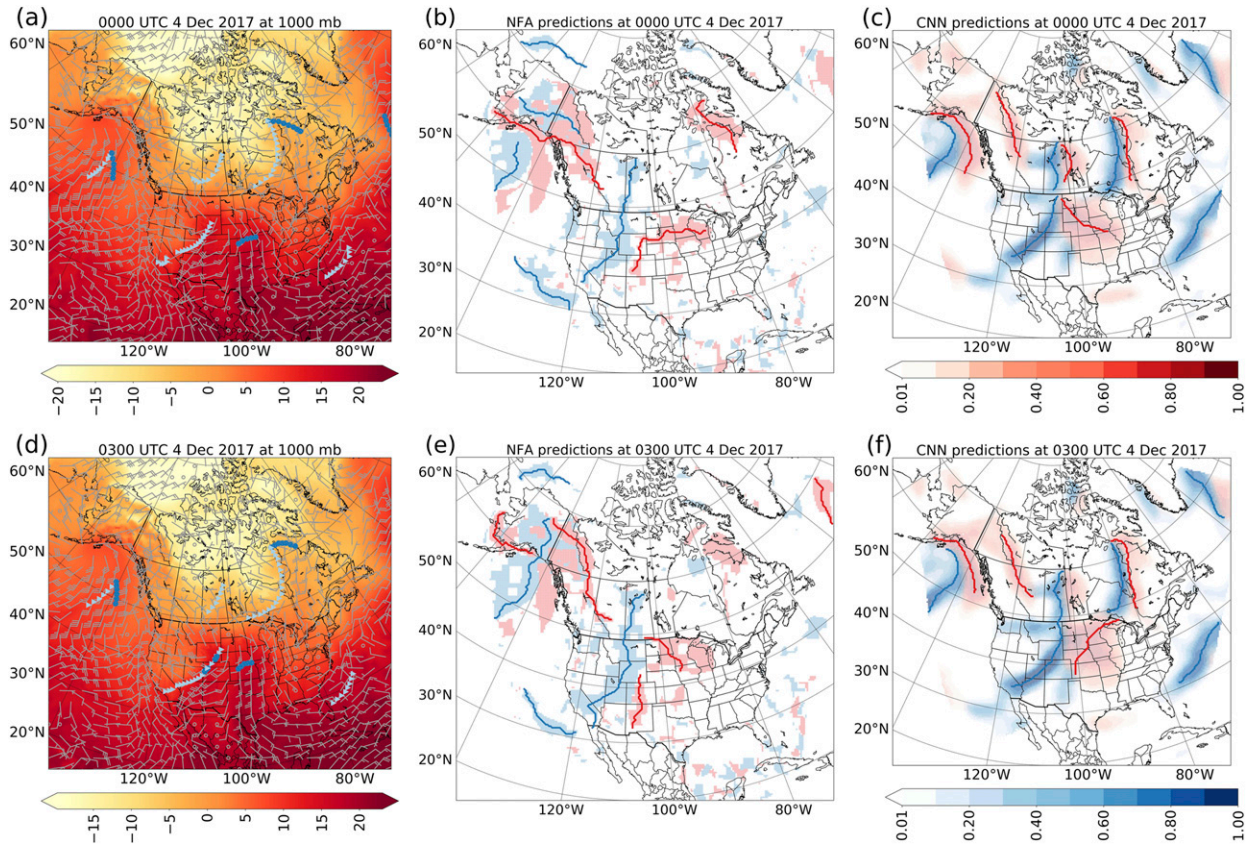 (a)
0000 UTC 4 Dec 2017 at 1000 mb
60°N
50°N
40°N
30°N
20°N
120°W
100°W
80°W
−20
−15
−10
−5
0
5
10
15
20
(b)
NFA predictions at 0000 UTC 4 Dec 2017
60°N
50°N
40°N
30°N
20°N
120°W
100°W
80°W
(c)
CNN predictions at 0000 UTC 4 Dec 2017
60°N
50°N
40°N
30°N
20°N
120°W
100°W
80°W
0.01
0.20
0.40
0.60
0.80
1.00
(d)
0300 UTC 4 Dec 2017 at 1000 mb
60°N
50°N
40°N
30°N
20°N
120°W
100°W
80°W
−15
−10
−5
0
5
10
15
20
(e)
NFA predictions at 0300 UTC 4 Dec 2017
60°N
50°N
40°N
30°N
20°N
120°W
100°W
80°W
(f)
CNN predictions at 0300 UTC 4 Dec 2017
60°N
50°N
40°N
30°N
20°N
120°W
100°W
80°W
0.01
0.20
0.40
0.60
0.80
1.00